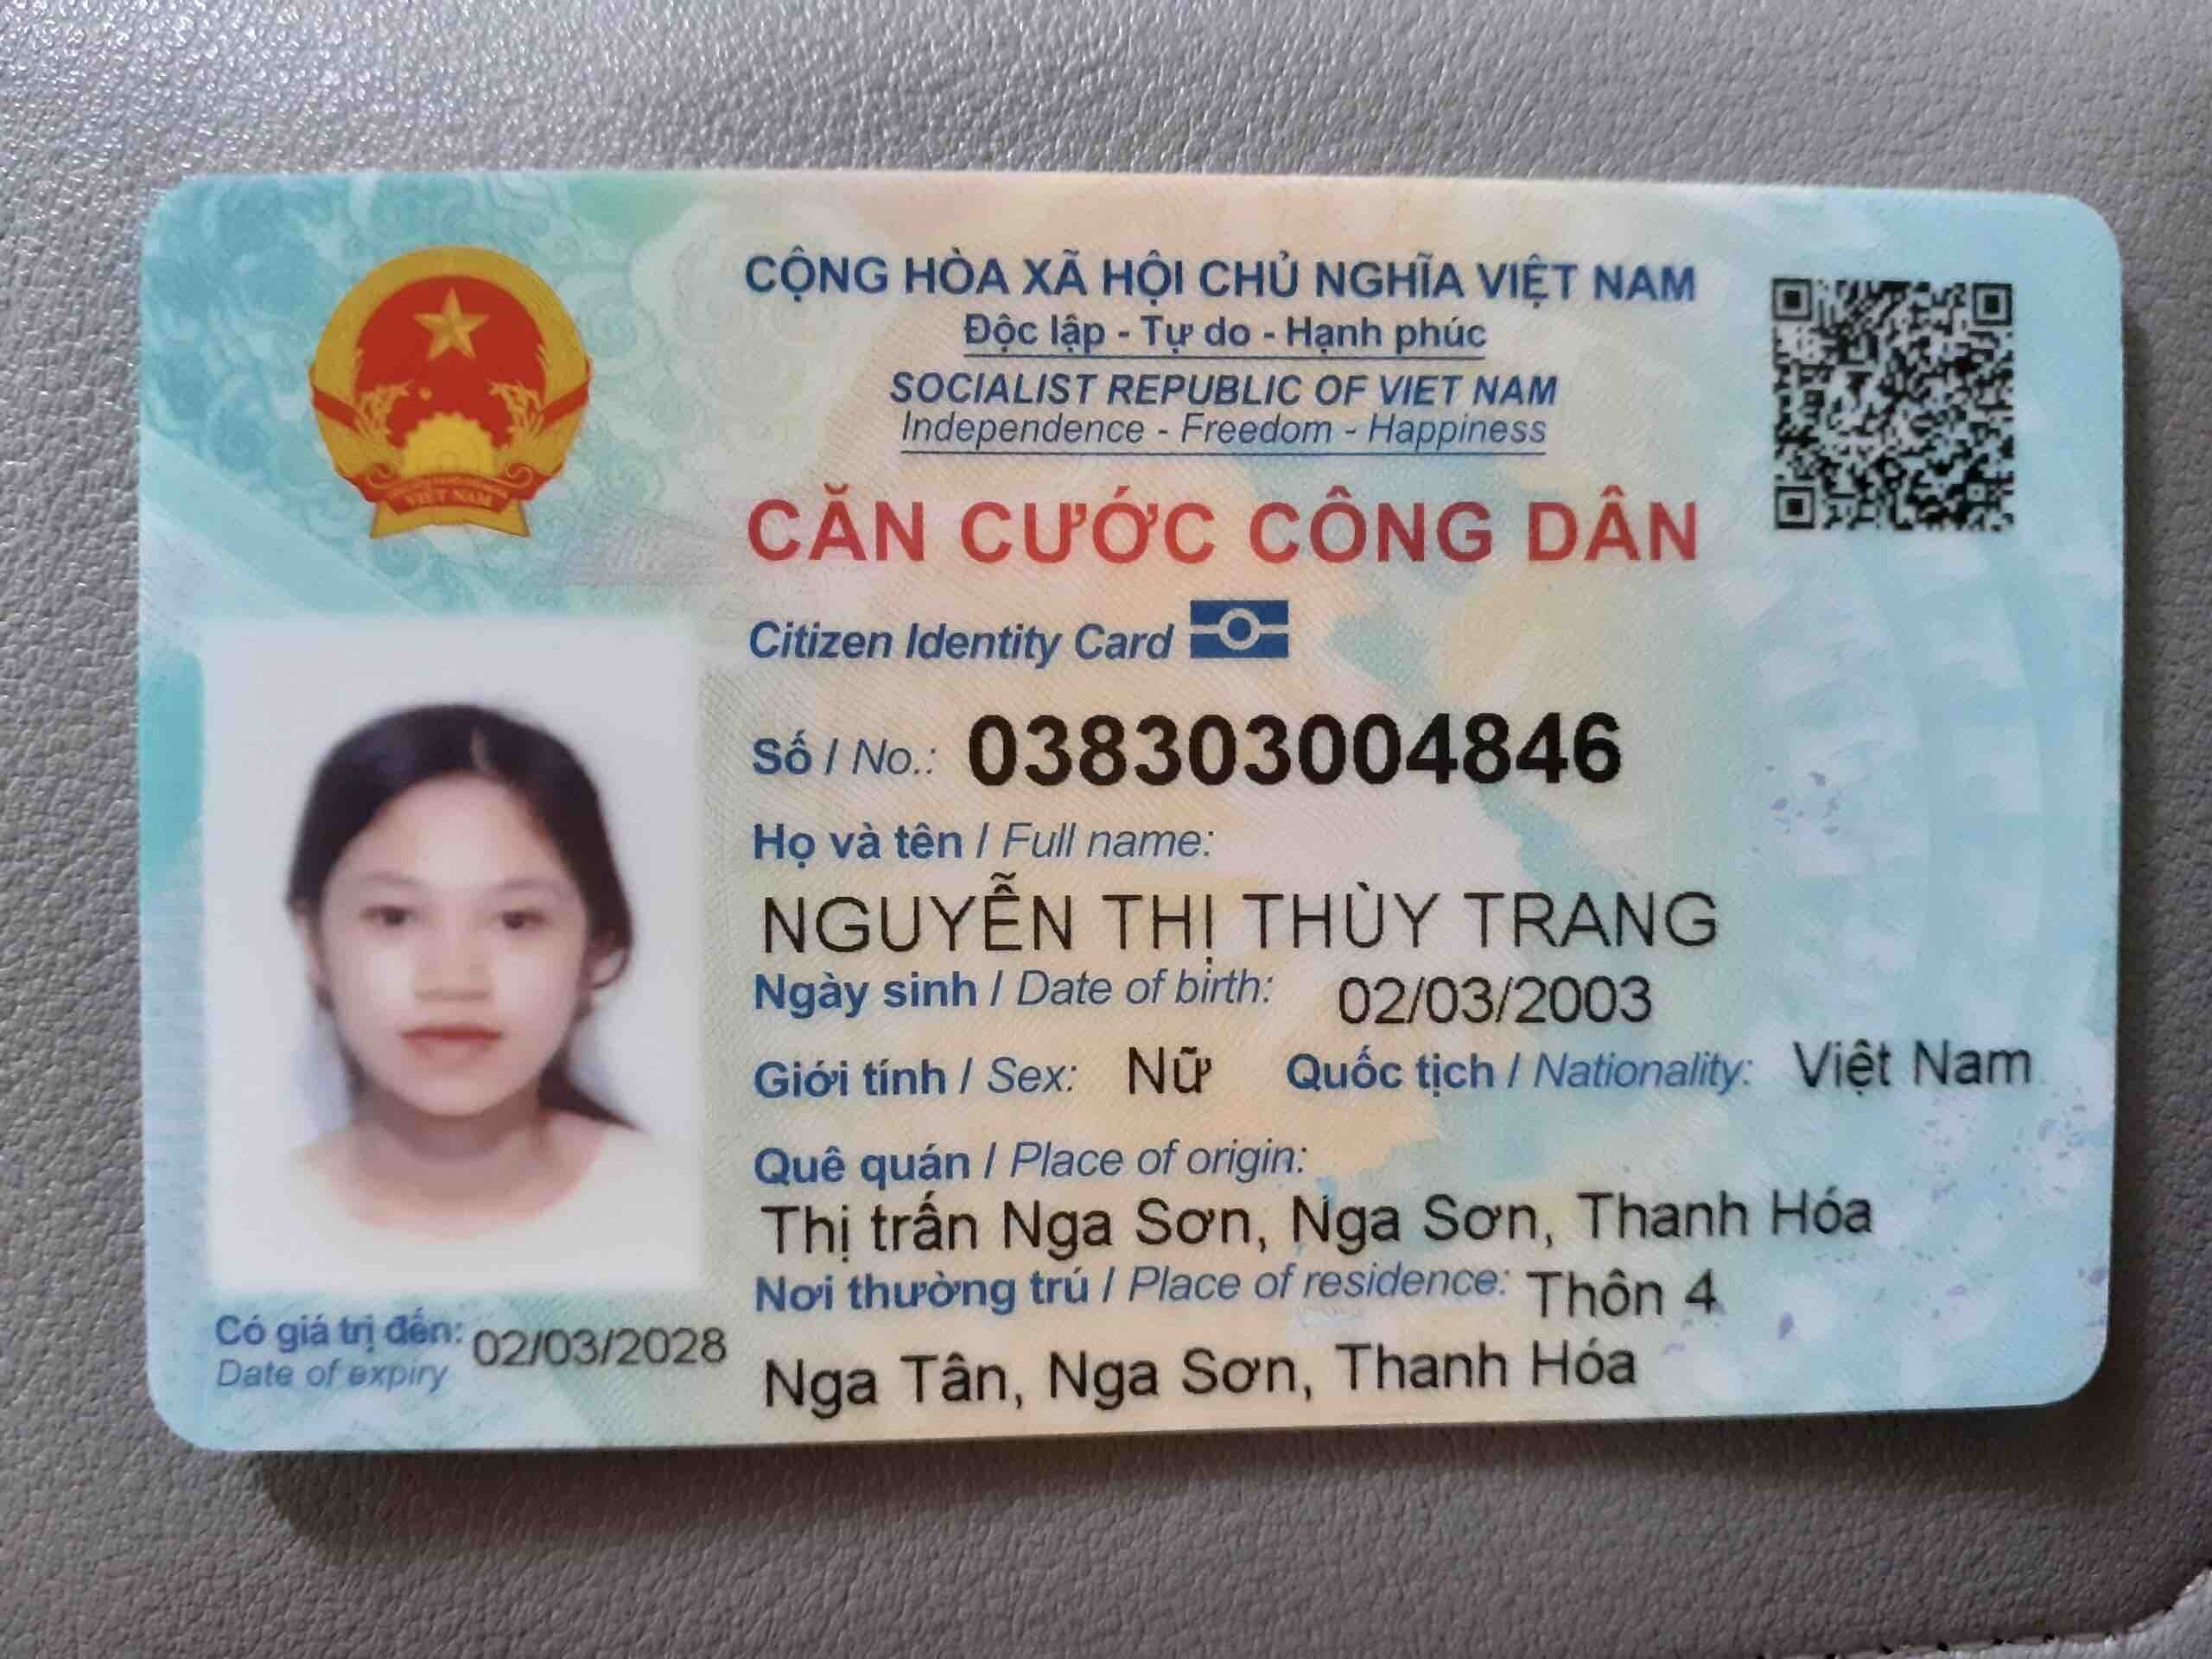 CỘNG HÒA XÃ HỘI CHỦ NGHĨA VIỆT NAM
Độc lập - Tự do - Hạnh phúc
SOCIALIST REPUBLIC OF VIET NAM
Independence - Freedom - Happiness
CĂN CƯỚC CÔNG DÂN
Citizen Identity Card
Số / No.: 038303004846
Họ và tên / Full name:
NGUYỄN THỊ THÙY TRANG
Ngày sinh / Date of birth: 02/03/2003
Giới tính / Sex: Nữ Quốc tịch / Nationality: Việt Nam
Quê quán / Place of origin:
Thị trấn Nga Sơn, Nga Sơn, Thanh Hóa
Nơi thường trú / Place of residence: Thôn 4
Nga Tân, Nga Sơn, Thanh Hóa
Có giá trị đến: 02/03/2028
Date of expiry
VIỆT NAM